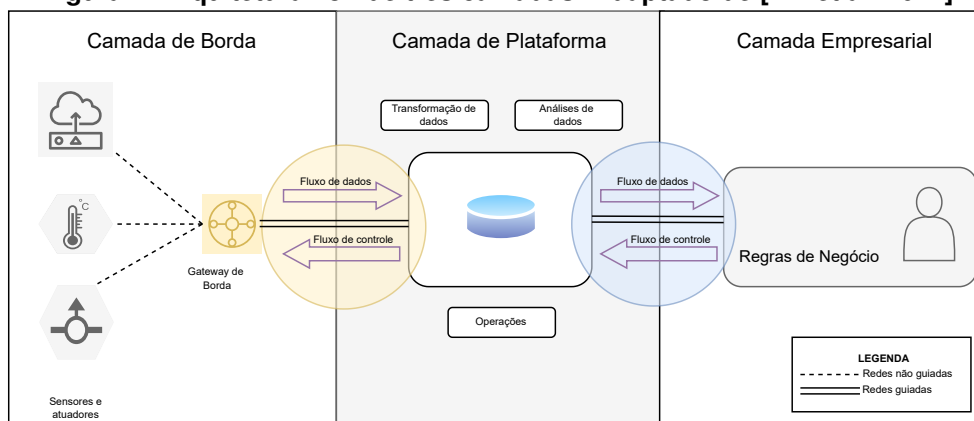 Camada de Borda
Camada de Plataforma
Camada Empresarial
Transformação de
dados
Análises de
dados
°C
Fluxo de dados
Fluxo de controle
Fluxo de dados
Fluxo de controle
Gateway de
Borda
Regras de Negócio
Operações
Sensores e
atuadores
LEGENDA
Redes não guiadas
Redes guiadas